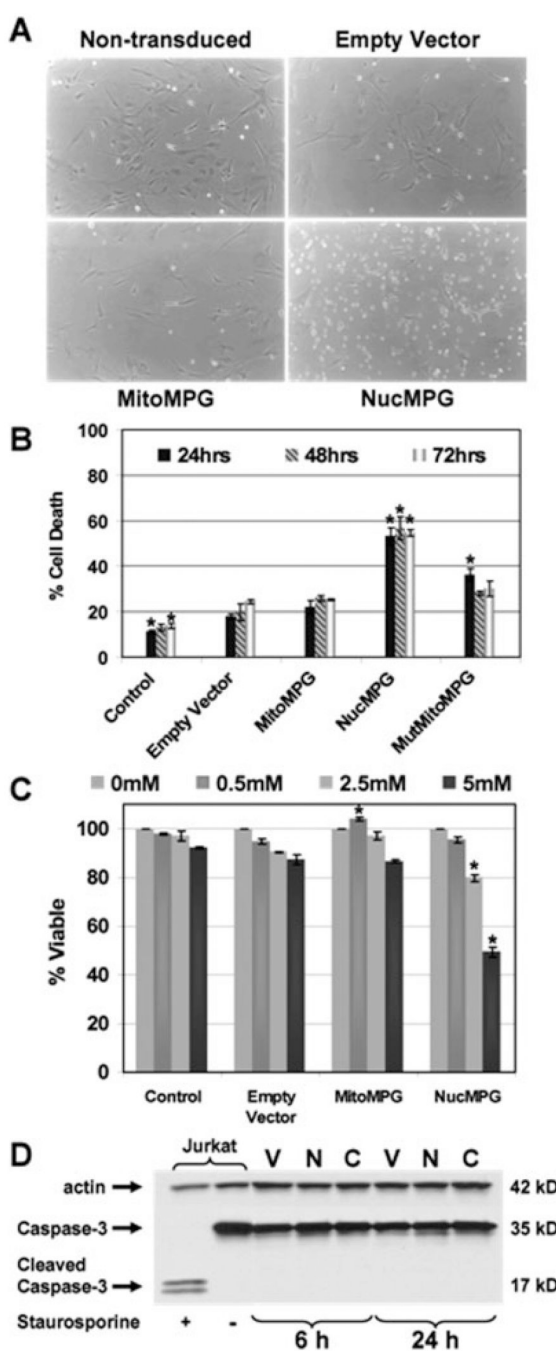 A
Non-transduced Empty Vector
MitoMPG NucMPG
B
100
80
60
40
20
0
% Cell Death
24hrs 48hrs 72hrs
* * * * * *
Control
Empty Vector
MitoMPG
NucMPG
MutMitoMPG
C
0mM 0.5mM 2.5mM 5mM
100
80
60
40
20
0
% Viable
* * *
Control Empty Vector MitoMPG NucMPG
D
Jurkat V N C V N C
actin 42 kD
Caspase-3 35 kD
Cleaved
Caspase-3 17 kD
Staurosporine + - 6 h 24 h